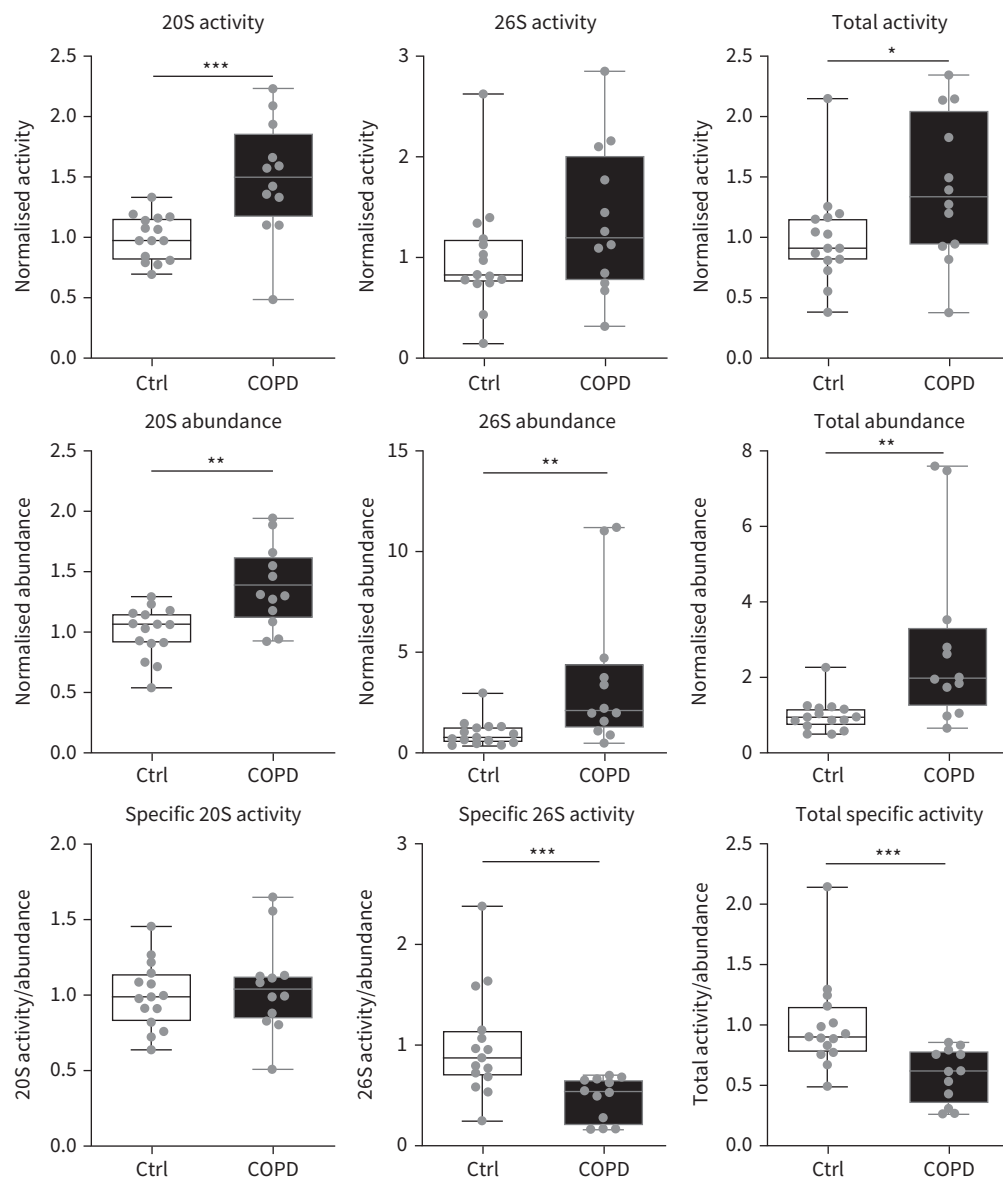 20S activity
2.5
2.0
1.5
1.0
0.5
0.0
Normalised activity
***
Ctrl
COPD
26S activity
3
2
1
0
Normalised activity
Ctrl
COPD
Total activity
2.5
2.0
1.5
1.0
0.5
0.0
Normalised activity
*
Ctrl
COPD
20S abundance
2.5
2.0
1.5
1.0
0.5
0.0
Normalised abundance
**
Ctrl
COPD
26S abundance
15
10
5
0
Normalised abundance
**
Ctrl
COPD
Total abundance
8
6
4
2
0
Normalised abundance
**
Ctrl
COPD
Specific 20S activity
2.0
1.5
1.0
0.5
0.0
20S activity/abundance
Ctrl
COPD
Specific 26S activity
3
2
1
0
26S activity/abundance
***
Ctrl
COPD
Total specific activity
2.5
2.0
1.5
1.0
0.5
0.0
Total activity/abundance
***
Ctrl
COPD